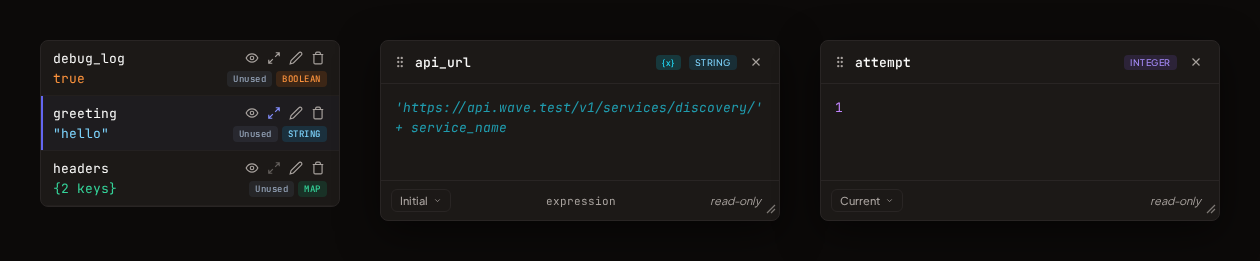 debug_log
true
Unused BOOLEAN
greeting
"hello"
Unused STRING
headers
{2 keys}
Unused MAP
api_url
{x} STRING
'https://api.wave.test/v1/services/discovery/'
+ service_name
Initial
expression
read-only
attempt
INTEGER
1
Current
read-only